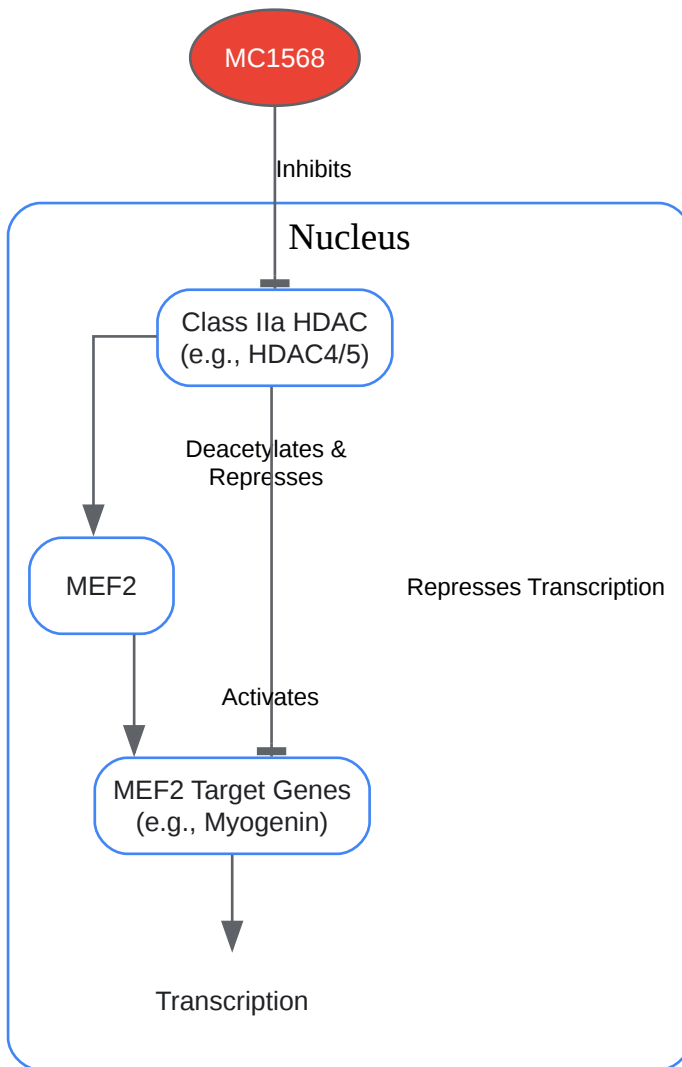 MC1568
Inhibits
Nucleus
Class IIa HDAC
(e.g., HDAC4/5)
Deacetylates &
Represses
MEF2
Represses Transcription
Activates
MEF2 Target Genes
(e.g., Myogenin)
Transcription